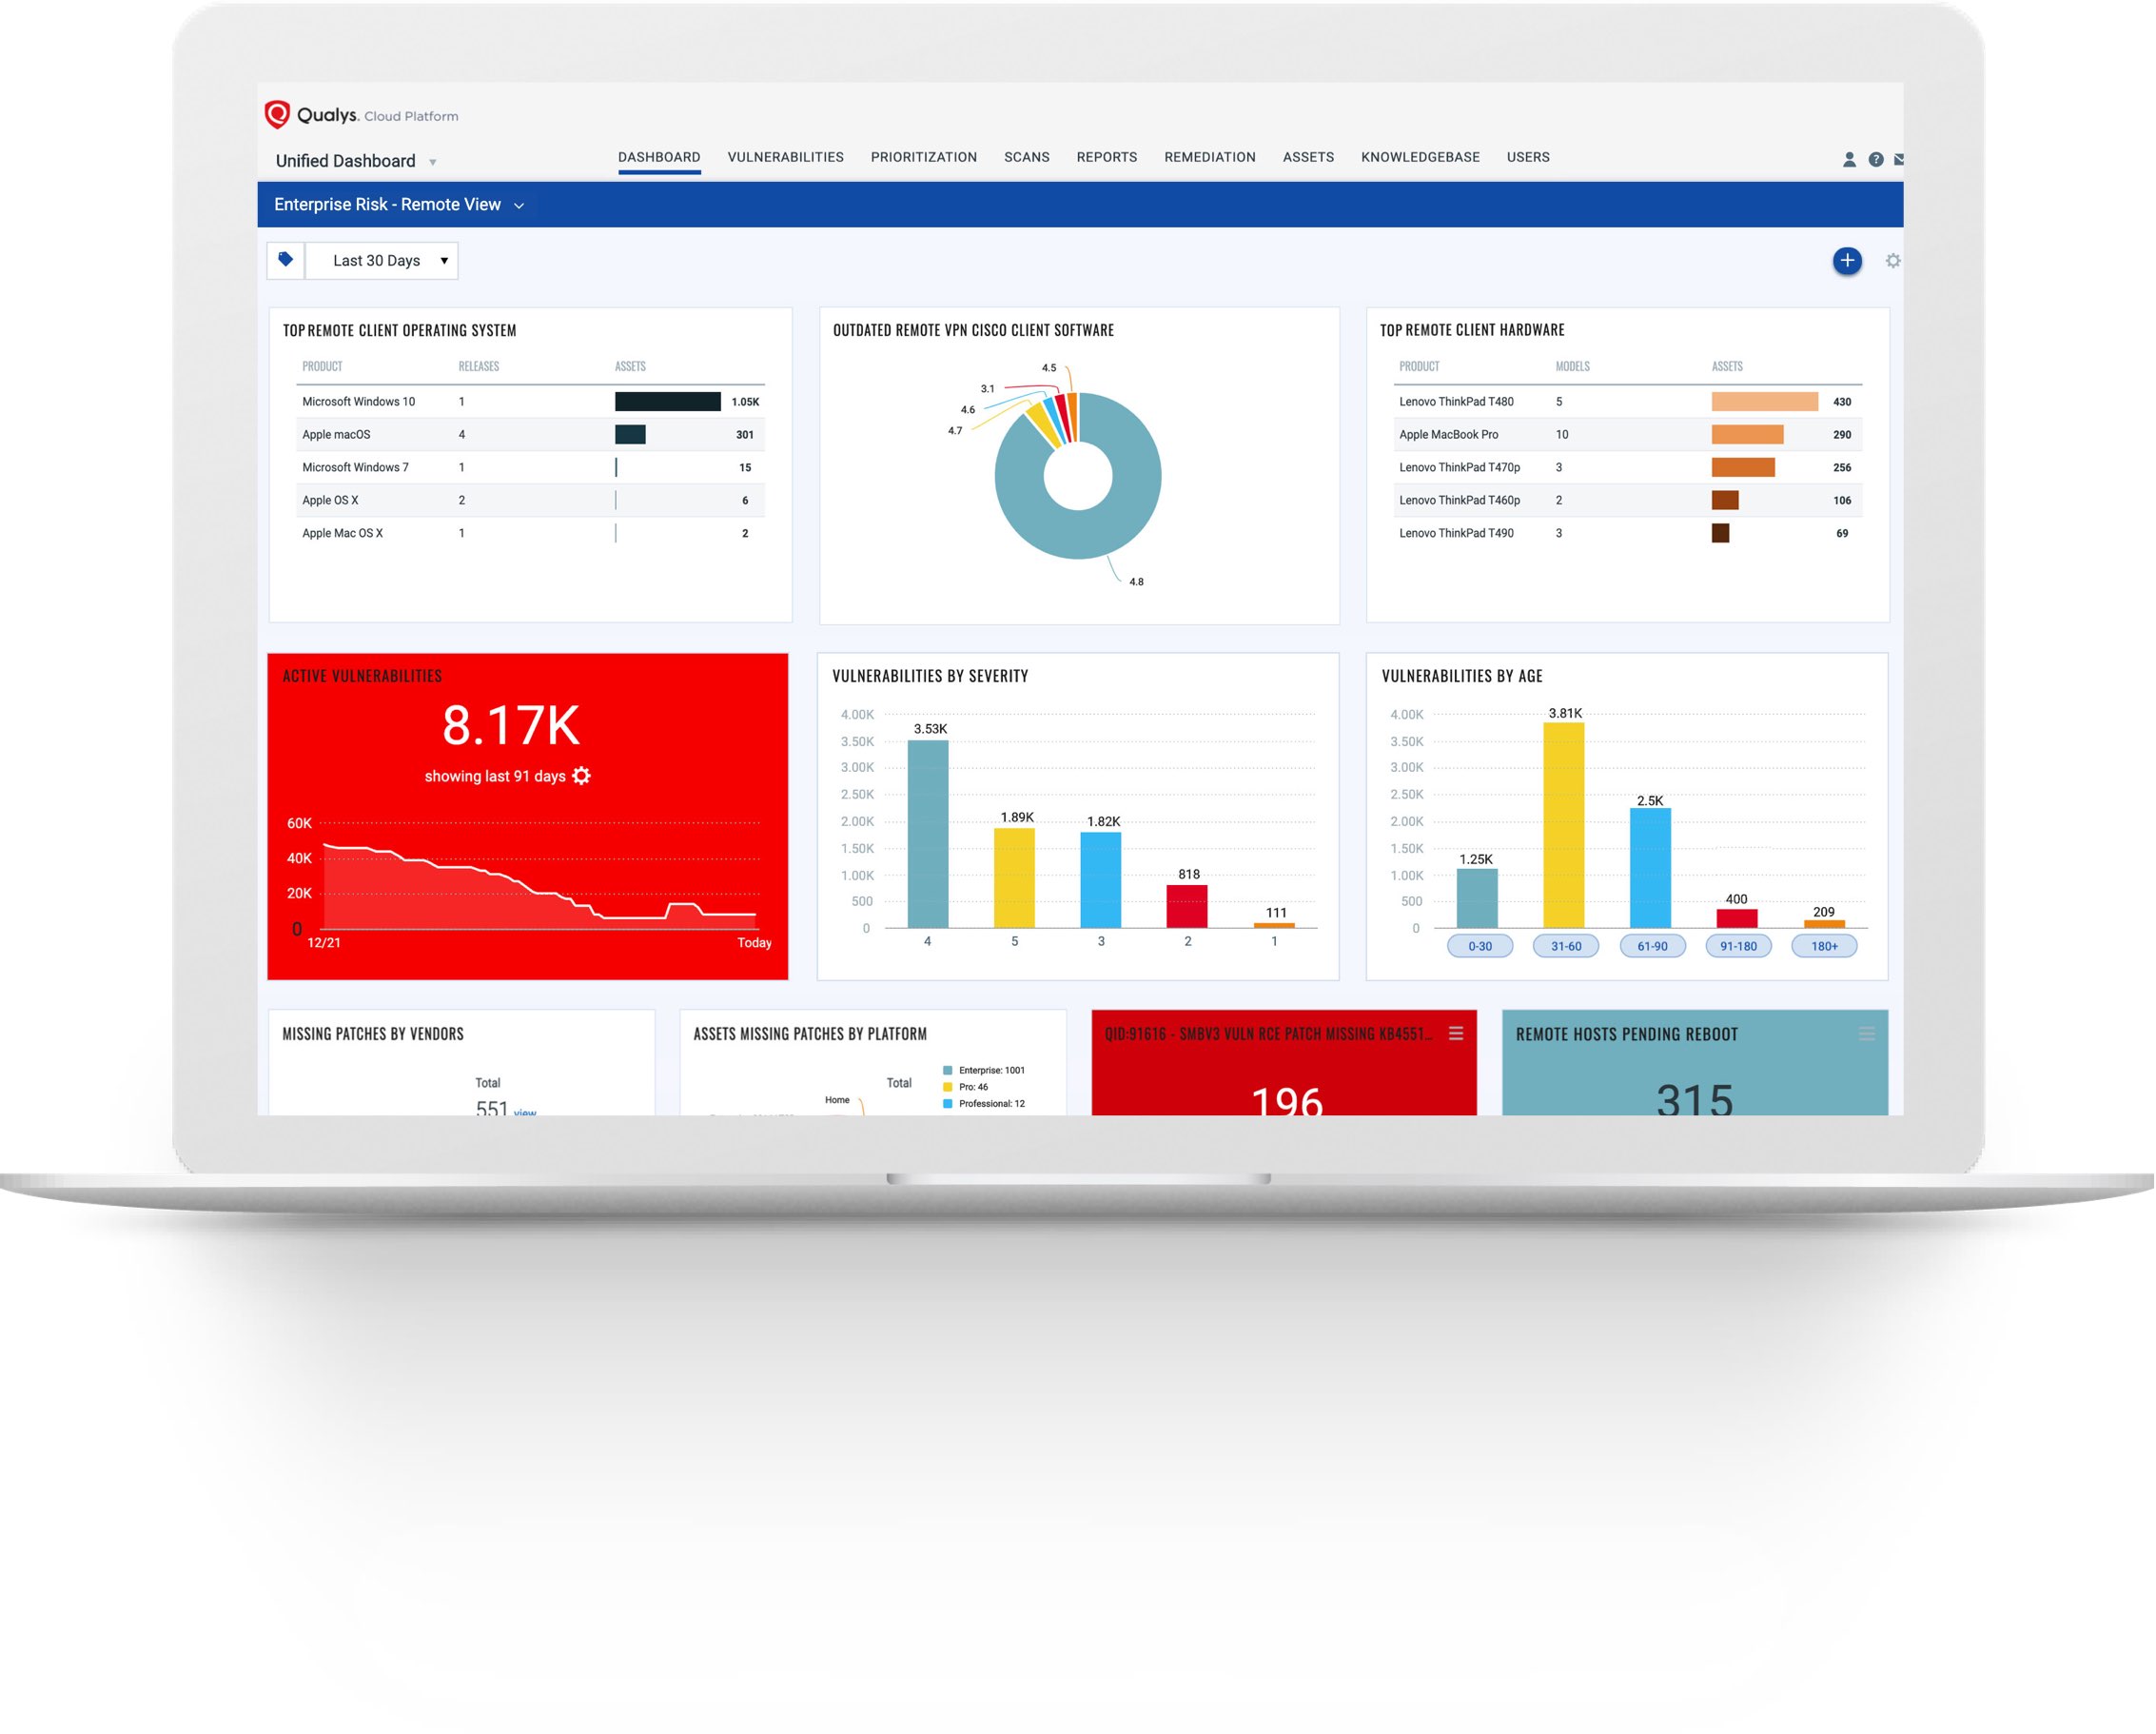 Qualys. Cloud Platform
Unified Dashboard
DASHBOARD VULNERABILITIES PRIORITIZATION SCANS REPORTS REMEDIATION ASSETS KNOWLEDGEBASE USERS
Enterprise Risk - Remote View
Last 30 Days
TOP REMOTE CLIENT OPERATING SYSTEM
PRODUCT RELEASES ASSETS
Microsoft Windows 10 1 1.05K
Apple macOS 4 301
Microsoft Windows 7 1 15
Apple OS X 2 6
Apple Mac OS X 1 2
OUTDATED REMOTE VPN CISCO CLIENT SOFTWARE
4.5
3.1
4.6
4.7
4.8
TOP REMOTE CLIENT HARDWARE
PRODUCT MODELS ASSETS
Lenovo ThinkPad T480 5 430
Apple MacBook Pro 10 290
Lenovo ThinkPad T470p 3 256
Lenovo ThinkPad T460p 2 106
Lenovo ThinkPad T490 3 69
ACTIVE VULNERABILITIES
8.17K
showing last 91 days
60K
40K
20K
0
12/21 Today
VULNERABILITIES BY SEVERITY
4.00K
3.50K
3.00K
2.50K
2.00K
1.50K
1.00K
500
0
3.53K
1.89K
1.82K
818
111
4 5 3 2 1
VULNERABILITIES BY AGE
4.00K
3.50K
3.00K
2.50K
2.00K
1.50K
1.00K
500
0
1.25K
3.81K
2.5K
400
209
0-30 31-60 61-90 91-180 180+
MISSING PATCHES BY VENDORS
Total
551 view
ASSETS MISSING PATCHES BY PLATFORM
Home
Total
Enterprise: 1001
Pro: 46
Professional: 12
QID:91616 - SMBV3 VULN RCE PATCH MISSING KB4551...
196
REMOTE HOSTS PENDING REBOOT
315